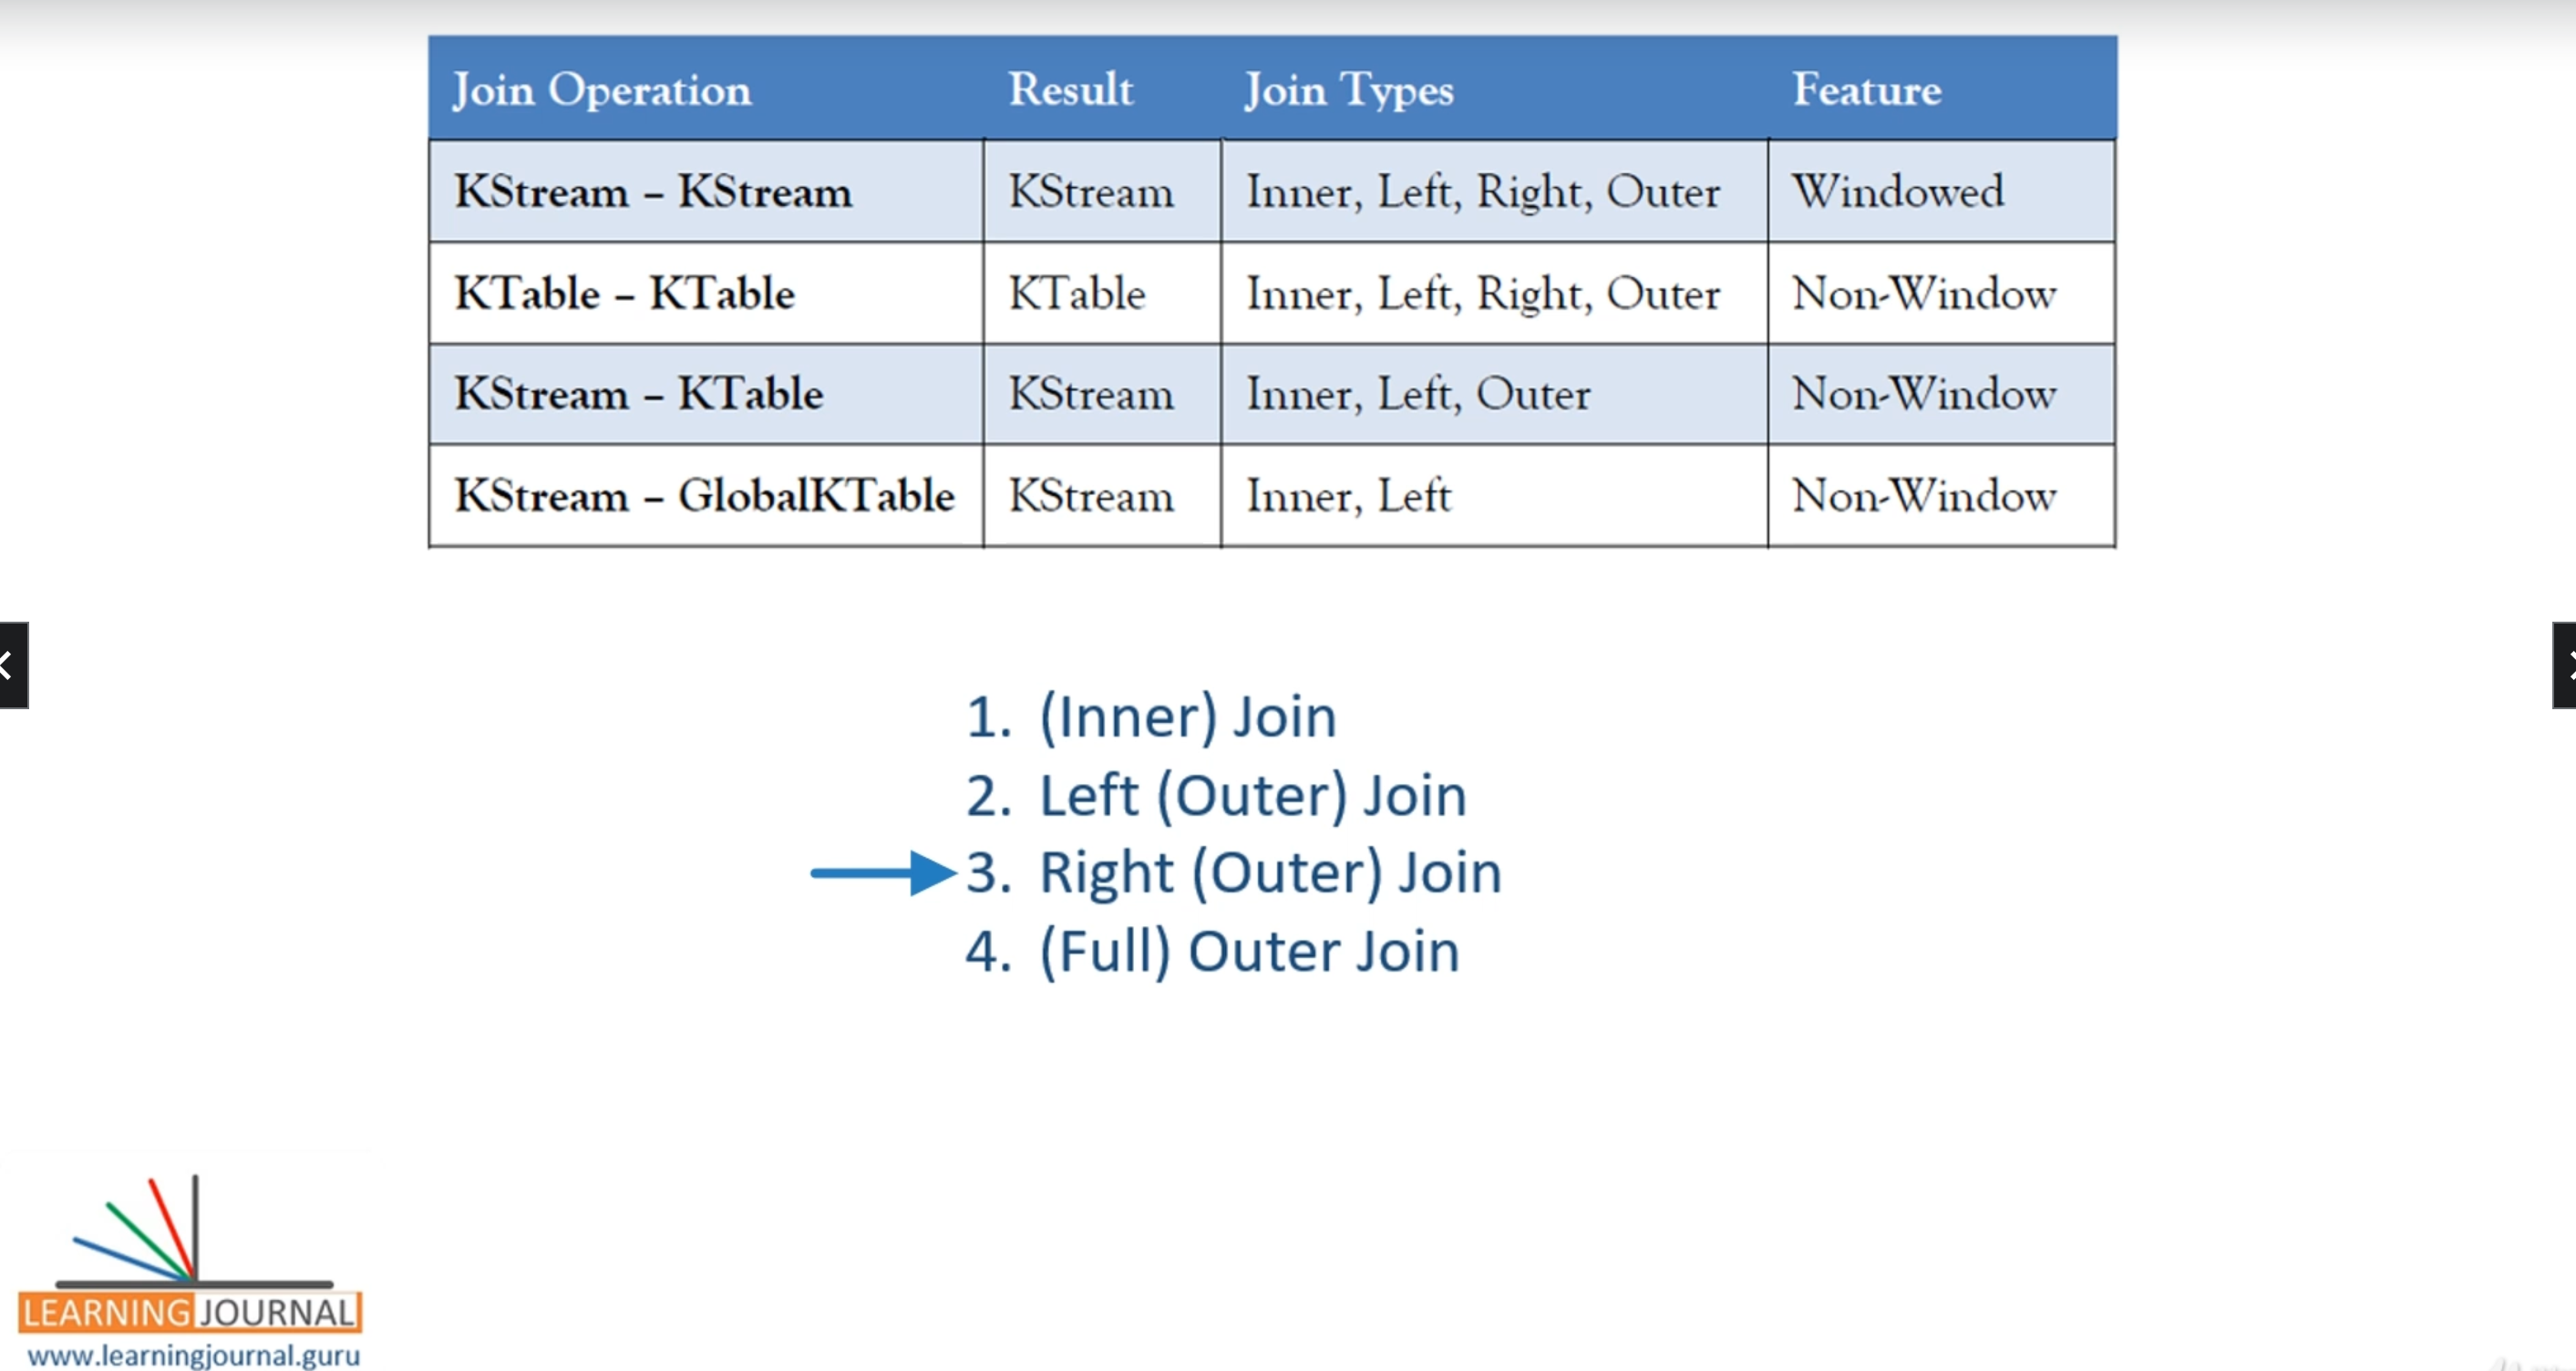 Join Operation Result Join Types Feature
KStream – KStream KStream Inner, Left, Right, Outer Windowed
KTable – KTable KTable Inner, Left, Right, Outer Non-Window
KStream – KTable KStream Inner, Left, Outer Non-Window
KStream – GlobalKTable KStream Inner, Left Non-Window
1. (Inner) Join
2. Left (Outer) Join
3. Right (Outer) Join
4. (Full) Outer Join
LEARNING JOURNAL
www.learningjournal.guru